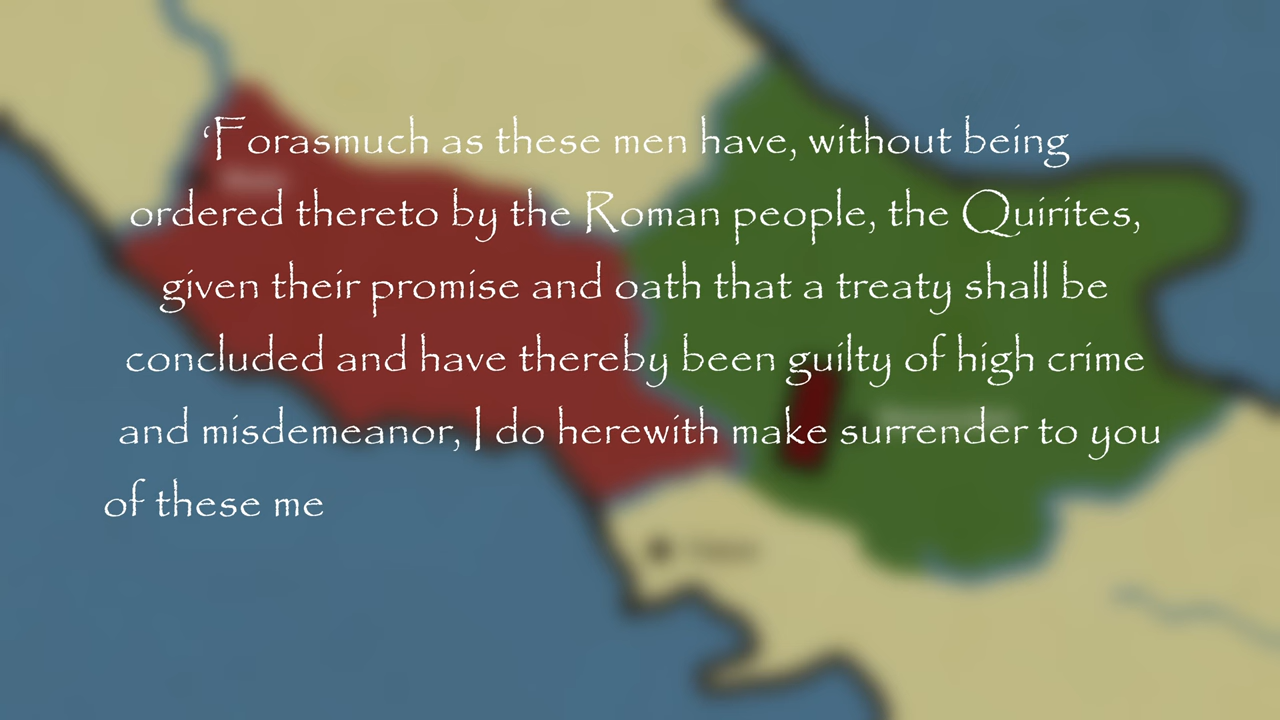 ‘Forasmuch as these men have, without being
ordered thereto by the Roman people, the Quirites,
given their promise and oath that a treaty shall be
concluded and have thereby been guilty of high crime
and misdemeanor, I do herewith make surrender to you
of these me